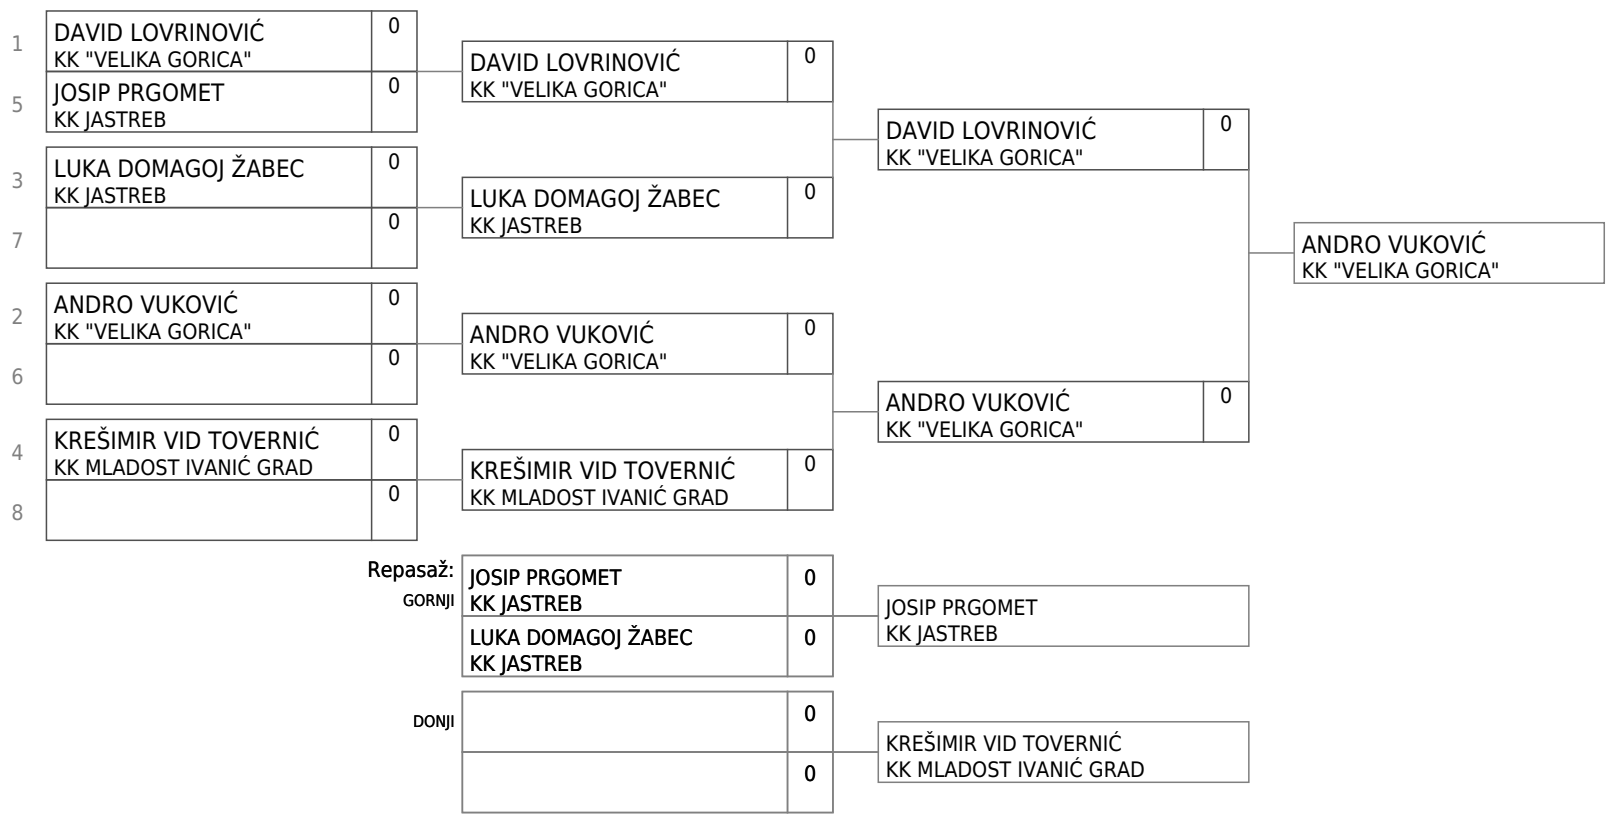 1
DAVID LOVRINOVIĆ
KK "VELIKA GORICA"
0
5
JOSIP PRGOMET
KK JASTREB
0
3
LUKA DOMAGOJ ŽABEC
KK JASTREB
0
7
0
2
ANDRO VUKOVIĆ
KK "VELIKA GORICA"
0
6
0
4
KREŠIMIR VID TOVERNIĆ
KK MLADOST IVANIĆ GRAD
0
8
0
DAVID LOVRINOVIĆ
KK "VELIKA GORICA"
0
LUKA DOMAGOJ ŽABEC
KK JASTREB
0
ANDRO VUKOVIĆ
KK "VELIKA GORICA"
0
KREŠIMIR VID TOVERNIĆ
KK MLADOST IVANIĆ GRAD
0
DAVID LOVRINOVIĆ
KK "VELIKA GORICA"
0
ANDRO VUKOVIĆ
KK "VELIKA GORICA"
0
ANDRO VUKOVIĆ
KK "VELIKA GORICA"
Repasaž:
GORNJI
JOSIP PRGOMET
KK JASTREB
0
LUKA DOMAGOJ ŽABEC
KK JASTREB
0
JOSIP PRGOMET
KK JASTREB
DONJI
0
0
KREŠIMIR VID TOVERNIĆ
KK MLADOST IVANIĆ GRAD